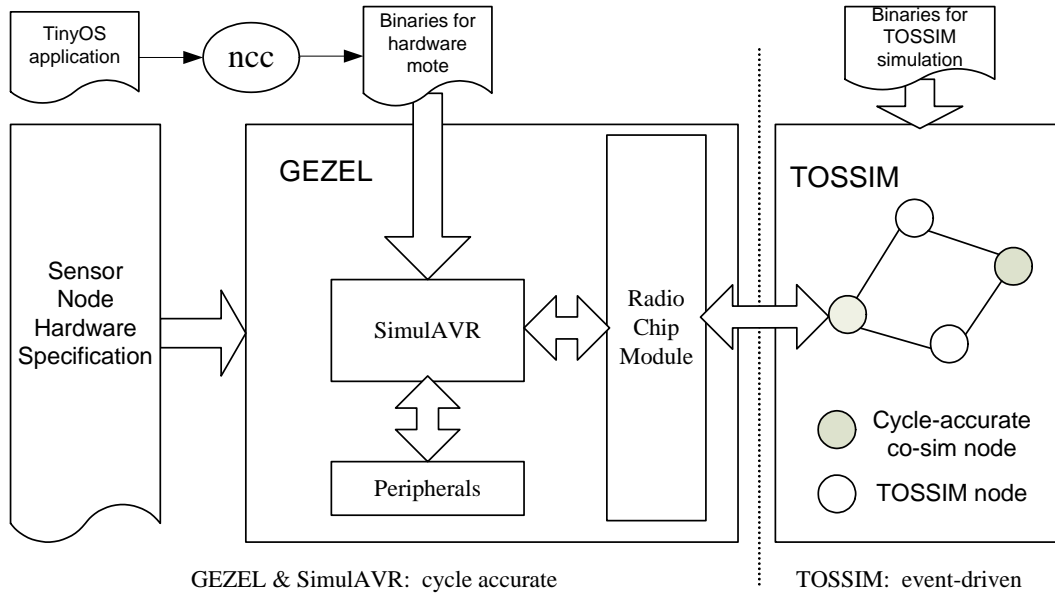 TinyOS
application
ncc
Binaries for
hardware
mote
Binaries for
TOSSIM
simulation
GEZEL
TOSSIM
Sensor
Node
Hardware
Specification
SimulAVR
Radio
Chip
Module
Peripherals
Cycle-accurate
co-sim node
TOSSIM node
GEZEL & SimulAVR: cycle accurate
TOSSIM: event-driven